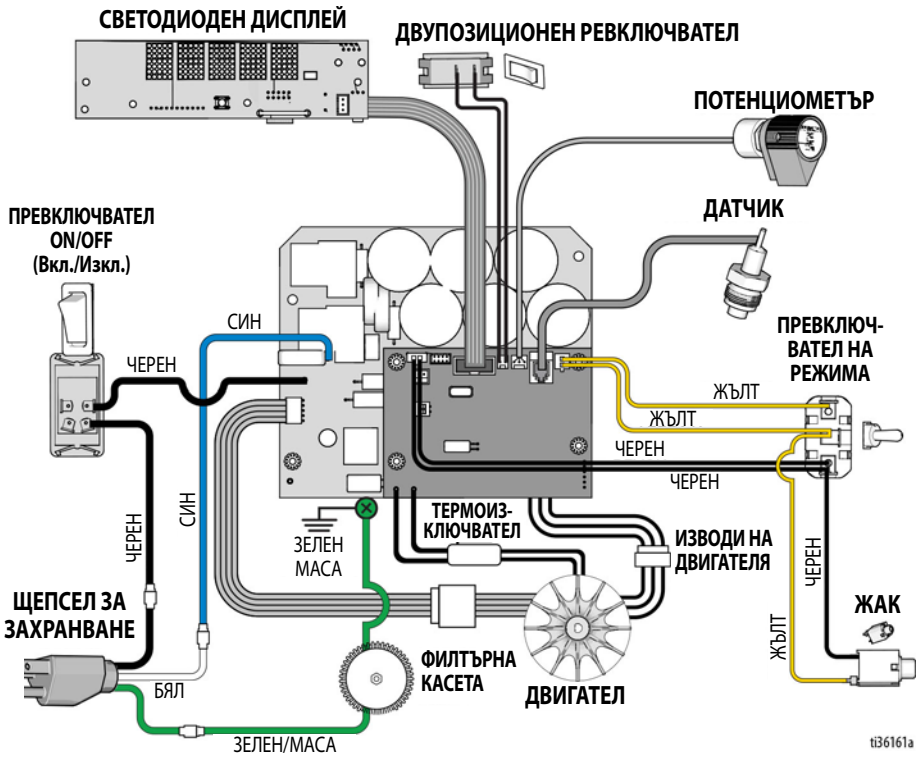 СВЕТОДИОДЕН ДИСПЛЕЙ
ДВУПОЗИЦИОНЕН РЕВКЛЮЧВАТЕЛ
ПОТЕНЦИОМЕТЪР
ДАТЧИК
ПРЕВКЛЮЧВАТЕЛ
ON/OFF
(Вкл./Изкл.)
СИН
ЧЕРЕН
ПРЕВКЛЮЧ-
ВАТЕЛ НА
РЕЖИМА
ЖЪЛТ
ЖЪЛТ
ЧЕРЕН
ЧЕРЕН
СИН
ЧЕРЕН
ЗЕЛЕН
МАСА
ТЕРМОИЗ-
КЛЮЧВАТЕЛ
ИЗВОДИ НА
ДВИГАТЕЛЯ
ЧЕРЕН
ЖЪЛТ
ЖАК
ЩЕПСЕЛ ЗА
ЗАХРАНВАНЕ
БЯЛ
ФИЛТЪРНА
КАСЕТА
ДВИГАТЕЛ
ЗЕЛЕН/МАСА
ti36161a